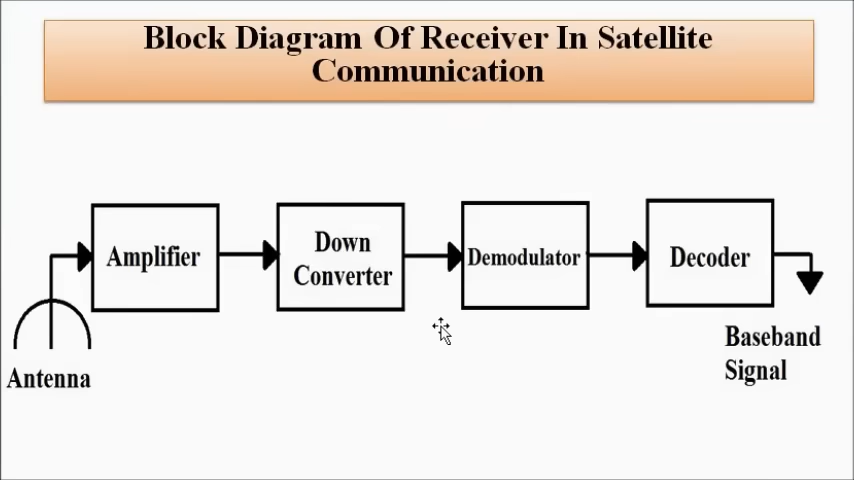 Block Diagram Of Receiver In Satellite
Communication
Amplifier
Down
Converter
Demodulator
Decoder
Antenna
Baseband
Signal